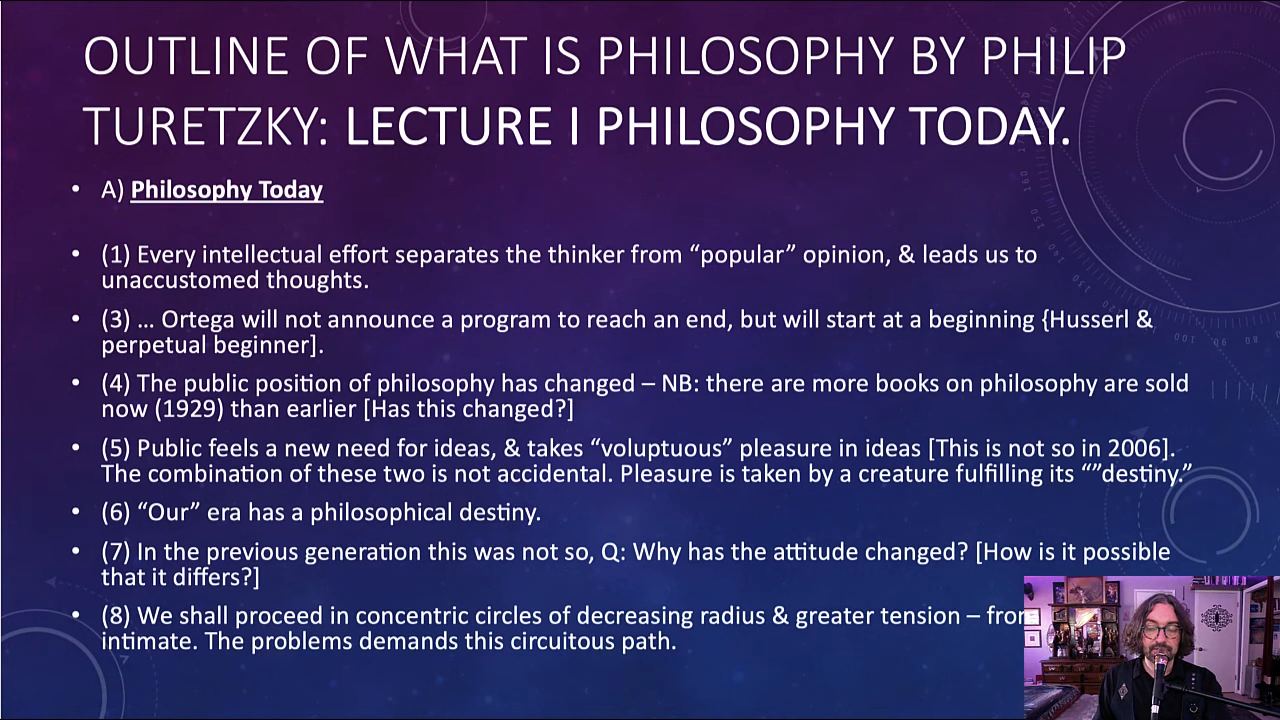 OUTLINE OF WHAT IS PHILOSOPHY BY PHILIP
TURETZKY: LECTURE I PHILOSOPHY TODAY.
• A) Philosophy Today
• (1) Every intellectual effort separates the thinker from “popular” opinion, & leads us to
unaccustomed thoughts.
• (3) … Ortega will not announce a program to reach an end, but will start at a beginning {Husserl &
perpetual beginner].
• (4) The public position of philosophy has changed – NB: there are more books on philosophy are sold
now (1929) than earlier [Has this changed?]
• (5) Public feels a new need for ideas, & takes “voluptuous” pleasure in ideas [This is not so in 2006].
The combination of these two is not accidental. Pleasure is taken by a creature fulfilling its “”destiny.”
• (6) “Our” era has a philosophical destiny.
• (7) In the previous generation this was not so, Q: Why has the attitude changed? [How is it possible
that it differs?]
• (8) We shall proceed in concentric circles of decreasing radius & greater tension –
intimate. The problems demands this circuitous path.